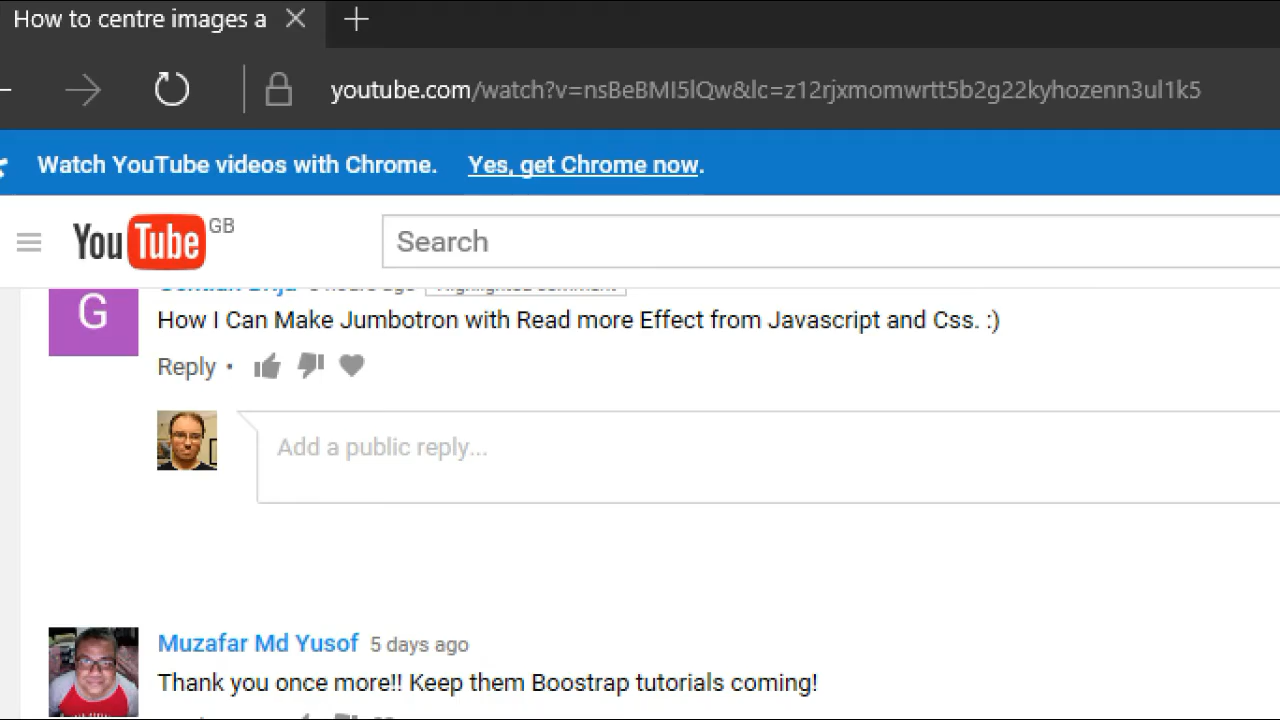 How to centre images a
youtube.com/watch?v=nsBeBMI5lQw&lc=z12rjxmomwrtt5b2g22kyhozenn3ul1k5
Watch YouTube videos with Chrome. Yes, get Chrome now.
YouTube GB
Search
G
How I Can Make Jumbotron with Read more Effect from Javascript and Css. :)
Reply •
Add a public reply...
Muzafar Md Yusof 5 days ago
Thank you once more!! Keep them Boostrap tutorials coming!